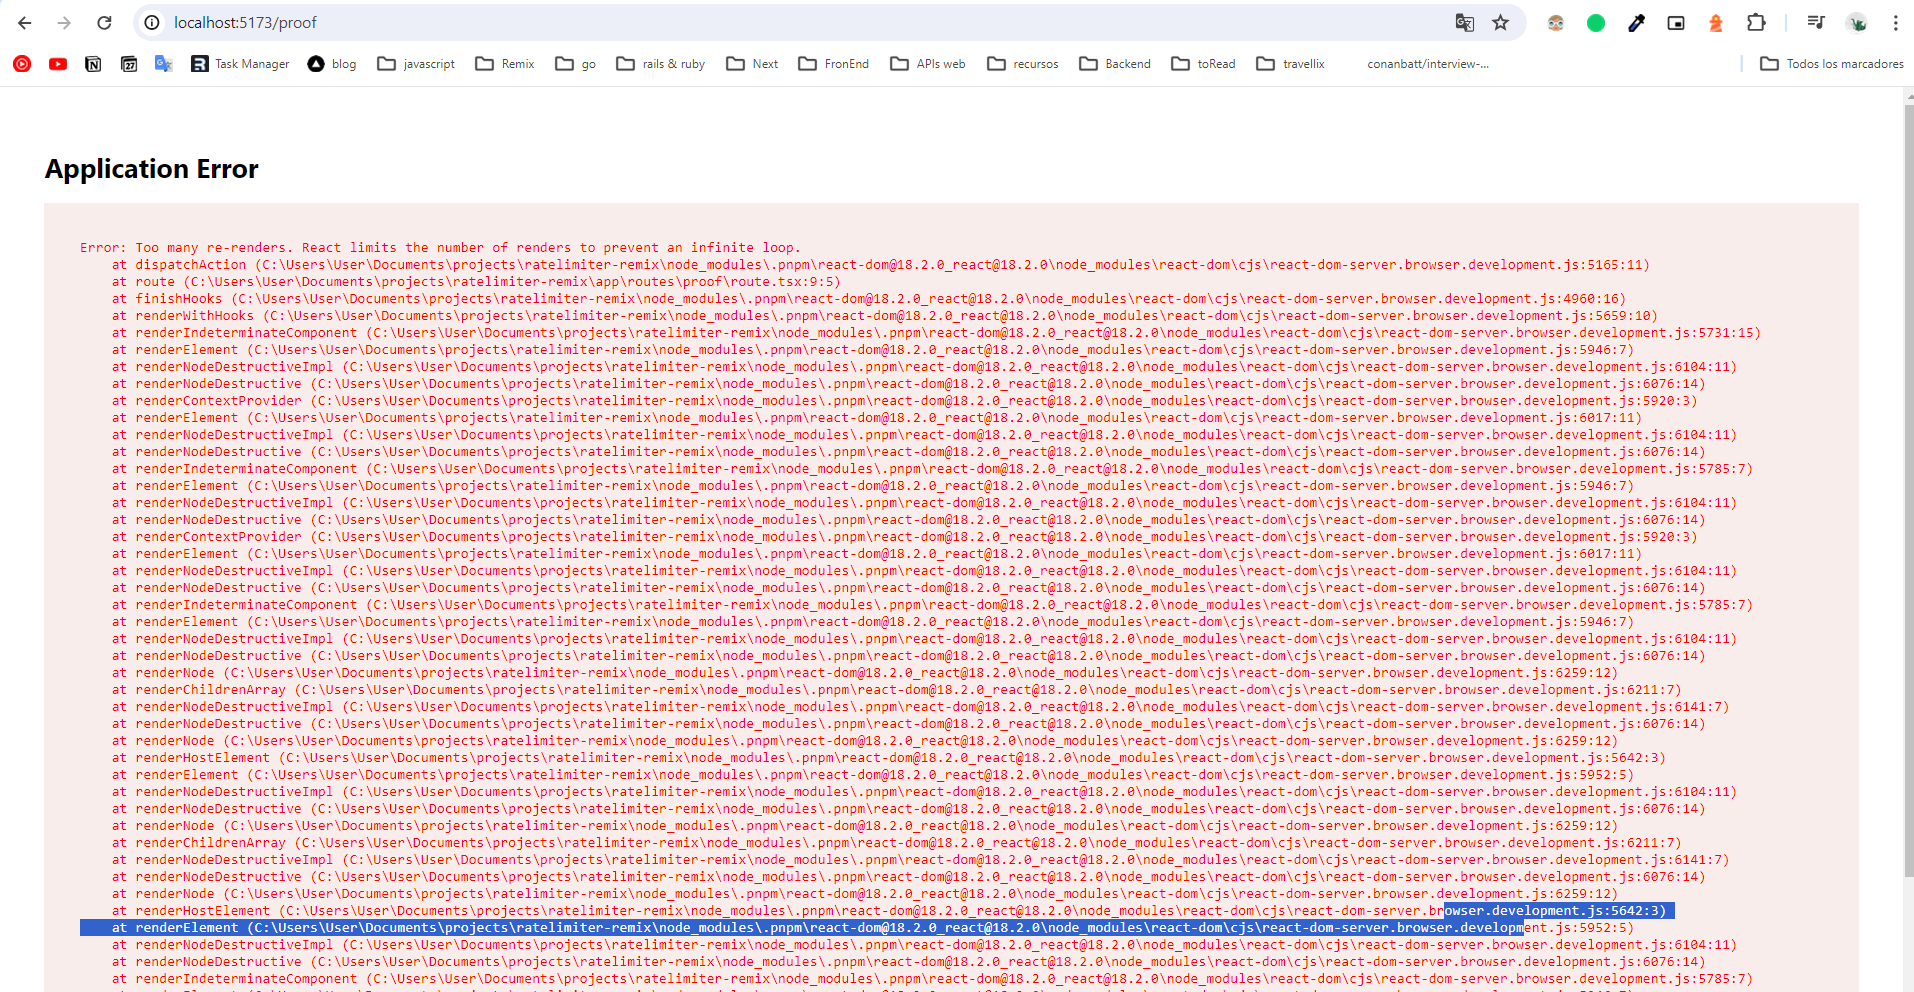 localhost:5173/proof
Task Manager
blog
javascript
Remix
go
rails & ruby
Next
FronEnd
APIs web
recursos
Backend
toRead
travellix
conanbatt/interview-...
Todos los marcadores
Application Error
Error: Too many re-renders. React limits the number of renders to prevent an infinite loop.
at dispatchAction (C:\Users\User\Documents\projects\ratelimiter-remix\node_modules\.pnpm\react-dom@18.2.0_react@18.2.0\node_modules\react-dom\cjs\react-dom-server.browser.development.js:5165:11)
at route (C:\Users\User\Documents\projects\ratelimiter-remix\app\routes\proof\route.tsx:9:5)
at finishHooks (C:\Users\User\Documents\projects\ratelimiter-remix\node_modules\.pnpm\react-dom@18.2.0_react@18.2.0\node_modules\react-dom\cjs\react-dom-server.browser.development.js:4960:16)
at renderWithHooks (C:\Users\User\Documents\projects\ratelimiter-remix\node_modules\.pnpm\react-dom@18.2.0_react@18.2.0\node_modules\react-dom\cjs\react-dom-server.browser.development.js:5659:10)
at renderIndeterminateComponent (C:\Users\User\Documents\projects\ratelimiter-remix\node_modules\.pnpm\react-dom@18.2.0_react@18.2.0\node_modules\react-dom\cjs\react-dom-server.browser.development.js:5731:15)
at renderElement (C:\Users\User\Documents\projects\ratelimiter-remix\node_modules\.pnpm\react-dom@18.2.0_react@18.2.0\node_modules\react-dom\cjs\react-dom-server.browser.development.js:5946:7)
at renderNodeDestructiveImpl (C:\Users\User\Documents\projects\ratelimiter-remix\node_modules\.pnpm\react-dom@18.2.0_react@18.2.0\node_modules\react-dom\cjs\react-dom-server.browser.development.js:6104:11)
at renderNodeDestructive (C:\Users\User\Documents\projects\ratelimiter-remix\node_modules\.pnpm\react-dom@18.2.0_react@18.2.0\node_modules\react-dom\cjs\react-dom-server.browser.development.js:6076:14)
at renderContextProvider (C:\Users\User\Documents\projects\ratelimiter-remix\node_modules\.pnpm\react-dom@18.2.0_react@18.2.0\node_modules\react-dom\cjs\react-dom-server.browser.development.js:5920:3)
at renderElement (C:\Users\User\Documents\projects\ratelimiter-remix\node_modules\.pnpm\react-dom@18.2.0_react@18.2.0\node_modules\react-dom\cjs\react-dom-server.browser.development.js:6017:11)
at renderNodeDestructiveImpl (C:\Users\User\Documents\projects\ratelimiter-remix\node_modules\.pnpm\react-dom@18.2.0_react@18.2.0\node_modules\react-dom\cjs\react-dom-server.browser.development.js:6104:11)
at renderNodeDestructive (C:\Users\User\Documents\projects\ratelimiter-remix\node_modules\.pnpm\react-dom@18.2.0_react@18.2.0\node_modules\react-dom\cjs\react-dom-server.browser.development.js:6076:14)
at renderIndeterminateComponent (C:\Users\User\Documents\projects\ratelimiter-remix\node_modules\.pnpm\react-dom@18.2.0_react@18.2.0\node_modules\react-dom\cjs\react-dom-server.browser.development.js:5785:7)
at renderElement (C:\Users\User\Documents\projects\ratelimiter-remix\node_modules\.pnpm\react-dom@18.2.0_react@18.2.0\node_modules\react-dom\cjs\react-dom-server.browser.development.js:5946:7)
at renderNodeDestructiveImpl (C:\Users\User\Documents\projects\ratelimiter-remix\node_modules\.pnpm\react-dom@18.2.0_react@18.2.0\node_modules\react-dom\cjs\react-dom-server.browser.development.js:6104:11)
at renderNodeDestructive (C:\Users\User\Documents\projects\ratelimiter-remix\node_modules\.pnpm\react-dom@18.2.0_react@18.2.0\node_modules\react-dom\cjs\react-dom-server.browser.development.js:6076:14)
at renderContextProvider (C:\Users\User\Documents\projects\ratelimiter-remix\node_modules\.pnpm\react-dom@18.2.0_react@18.2.0\node_modules\react-dom\cjs\react-dom-server.browser.development.js:5920:3)
at renderElement (C:\Users\User\Documents\projects\ratelimiter-remix\node_modules\.pnpm\react-dom@18.2.0_react@18.2.0\node_modules\react-dom\cjs\react-dom-server.browser.development.js:6017:11)
at renderNodeDestructiveImpl (C:\Users\User\Documents\projects\ratelimiter-remix\node_modules\.pnpm\react-dom@18.2.0_react@18.2.0\node_modules\react-dom\cjs\react-dom-server.browser.development.js:6104:11)
at renderNodeDestructive (C:\Users\User\Documents\projects\ratelimiter-remix\node_modules\.pnpm\react-dom@18.2.0_react@18.2.0\node_modules\react-dom\cjs\react-dom-server.browser.development.js:6076:14)
at renderIndeterminateComponent (C:\Users\User\Documents\projects\ratelimiter-remix\node_modules\.pnpm\react-dom@18.2.0_react@18.2.0\node_modules\react-dom\cjs\react-dom-server.browser.development.js:5785:7)
at renderElement (C:\Users\User\Documents\projects\ratelimiter-remix\node_modules\.pnpm\react-dom@18.2.0_react@18.2.0\node_modules\react-dom\cjs\react-dom-server.browser.development.js:5946:7)
at renderNodeDestructiveImpl (C:\Users\User\Documents\projects\ratelimiter-remix\node_modules\.pnpm\react-dom@18.2.0_react@18.2.0\node_modules\react-dom\cjs\react-dom-server.browser.development.js:6104:11)
at renderNodeDestructive (C:\Users\User\Documents\projects\ratelimiter-remix\node_modules\.pnpm\react-dom@18.2.0_react@18.2.0\node_modules\react-dom\cjs\react-dom-server.browser.development.js:6076:14)
at renderNode (C:\Users\User\Documents\projects\ratelimiter-remix\node_modules\.pnpm\react-dom@18.2.0_react@18.2.0\node_modules\react-dom\cjs\react-dom-server.browser.development.js:6259:12)
at renderChildrenArray (C:\Users\User\Documents\projects\ratelimiter-remix\node_modules\.pnpm\react-dom@18.2.0_react@18.2.0\node_modules\react-dom\cjs\react-dom-server.browser.development.js:6211:7)
at renderNodeDestructiveImpl (C:\Users\User\Documents\projects\ratelimiter-remix\node_modules\.pnpm\react-dom@18.2.0_react@18.2.0\node_modules\react-dom\cjs\react-dom-server.browser.development.js:6141:7)
at renderNodeDestructive (C:\Users\User\Documents\projects\ratelimiter-remix\node_modules\.pnpm\react-dom@18.2.0_react@18.2.0\node_modules\react-dom\cjs\react-dom-server.browser.development.js:6076:14)
at renderNode (C:\Users\User\Documents\projects\ratelimiter-remix\node_modules\.pnpm\react-dom@18.2.0_react@18.2.0\node_modules\react-dom\cjs\react-dom-server.browser.development.js:6259:12)
at renderHostElement (C:\Users\User\Documents\projects\ratelimiter-remix\node_modules\.pnpm\react-dom@18.2.0_react@18.2.0\node_modules\react-dom\cjs\react-dom-server.browser.development.js:5642:3)
at renderElement (C:\Users\User\Documents\projects\ratelimiter-remix\node_modules\.pnpm\react-dom@18.2.0_react@18.2.0\node_modules\react-dom\cjs\react-dom-server.browser.development.js:5952:5)
at renderNodeDestructiveImpl (C:\Users\User\Documents\projects\ratelimiter-remix\node_modules\.pnpm\react-dom@18.2.0_react@18.2.0\node_modules\react-dom\cjs\react-dom-server.browser.development.js:6104:11)
at renderNodeDestructive (C:\Users\User\Documents\projects\ratelimiter-remix\node_modules\.pnpm\react-dom@18.2.0_react@18.2.0\node_modules\react-dom\cjs\react-dom-server.browser.development.js:6076:14)
at renderNode (C:\Users\User\Documents\projects\ratelimiter-remix\node_modules\.pnpm\react-dom@18.2.0_react@18.2.0\node_modules\react-dom\cjs\react-dom-server.browser.development.js:6259:12)
at renderChildrenArray (C:\Users\User\Documents\projects\ratelimiter-remix\node_modules\.pnpm\react-dom@18.2.0_react@18.2.0\node_modules\react-dom\cjs\react-dom-server.browser.development.js:6211:7)
at renderNodeDestructiveImpl (C:\Users\User\Documents\projects\ratelimiter-remix\node_modules\.pnpm\react-dom@18.2.0_react@18.2.0\node_modules\react-dom\cjs\react-dom-server.browser.development.js:6141:7)
at renderNodeDestructive (C:\Users\User\Documents\projects\ratelimiter-remix\node_modules\.pnpm\react-dom@18.2.0_react@18.2.0\node_modules\react-dom\cjs\react-dom-server.browser.development.js:6076:14)
at renderNode (C:\Users\User\Documents\projects\ratelimiter-remix\node_modules\.pnpm\react-dom@18.2.0_react@18.2.0\node_modules\react-dom\cjs\react-dom-server.browser.development.js:6259:12)
at renderHostElement (C:\Users\User\Documents\projects\ratelimiter-remix\node_modules\.pnpm\react-dom@18.2.0_react@18.2.0\node_modules\react-dom\cjs\react-dom-server.browser.development.js:5642:3)
at renderElement (C:\Users\User\Documents\projects\ratelimiter-remix\node_modules\.pnpm\react-dom@18.2.0_react@18.2.0\node_modules\react-dom\cjs\react-dom-server.browser.development.js:5952:5)
at renderNodeDestructiveImpl (C:\Users\User\Documents\projects\ratelimiter-remix\node_modules\.pnpm\react-dom@18.2.0_react@18.2.0\node_modules\react-dom\cjs\react-dom-server.browser.development.js:6104:11)
at renderNodeDestructive (C:\Users\User\Documents\projects\ratelimiter-remix\node_modules\.pnpm\react-dom@18.2.0_react@18.2.0\node_modules\react-dom\cjs\react-dom-server.browser.development.js:6076:14)
at renderIndeterminateComponent (C:\Users\User\Documents\projects\ratelimiter-remix\node_modules\.pnpm\react-dom@18.2.0_react@18.2.0\node_modules\react-dom\cjs\react-dom-server.browser.development.js:5785:7)